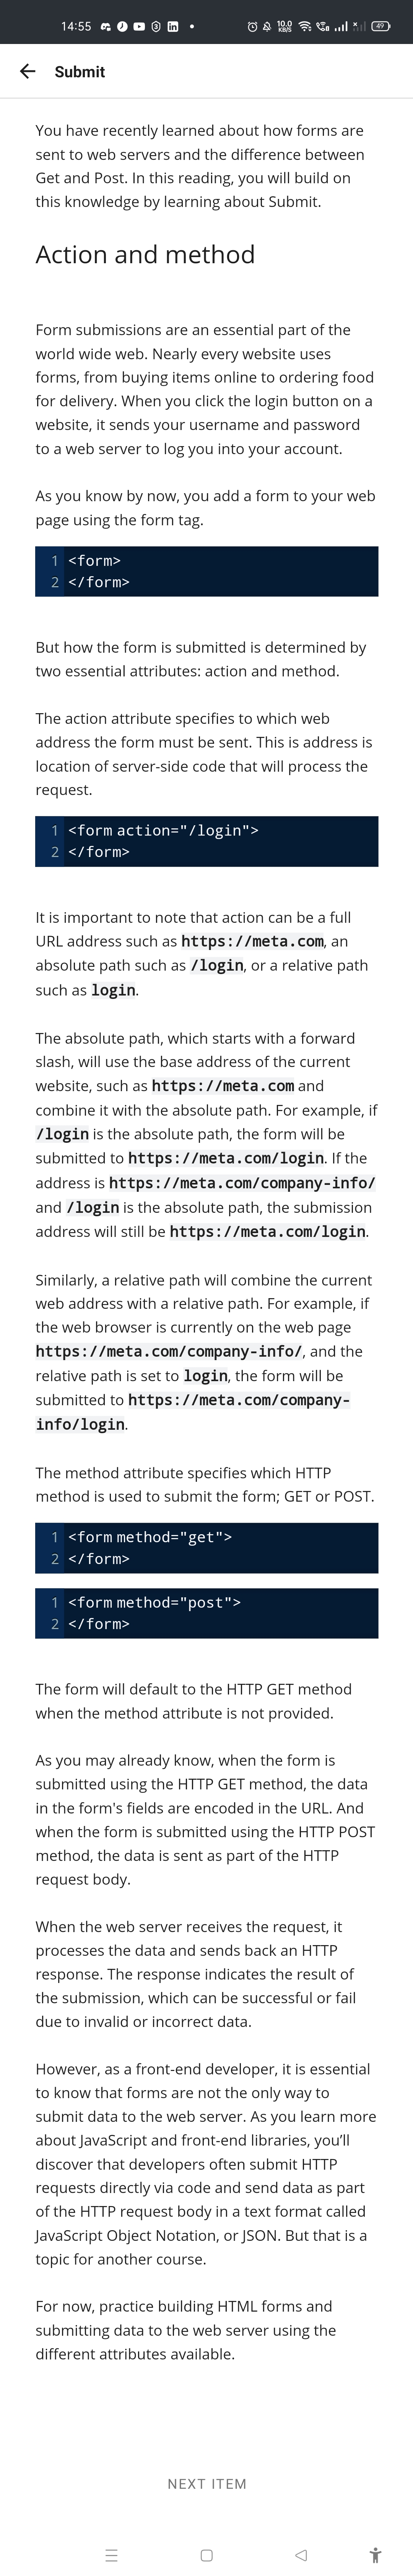 14:55
10.0
KB/S
49
Submit
You have recently learned about how forms are
sent to web servers and the difference between
Get and Post. In this reading, you will build on
this knowledge by learning about Submit.
Action and method
Form submissions are an essential part of the
world wide web. Nearly every website uses
forms, from buying items online to ordering food
for delivery. When you click the login button on a
website, it sends your username and password
to a web server to log you into your account.
As you know by now, you add a form to your web
page using the form tag.
1 <form>
2 </form>
But how the form is submitted is determined by
two essential attributes: action and method.
The action attribute specifies to which web
address the form must be sent. This is address is
location of server-side code that will process the
request.
1 <form action="/login">
2 </form>
It is important to note that action can be a full
URL address such as https://meta.com, an
absolute path such as /login, or a relative path
such as login.
The absolute path, which starts with a forward
slash, will use the base address of the current
website, such as https://meta.com and
combine it with the absolute path. For example, if
/login is the absolute path, the form will be
submitted to https://meta.com/login. If the
address is https://meta.com/company-info/
and /login is the absolute path, the submission
address will still be https://meta.com/login.
Similarly, a relative path will combine the current
web address with a relative path. For example, if
the web browser is currently on the web page
https://meta.com/company-info/, and the
relative path is set to login, the form will be
submitted to https://meta.com/company-
info/login.
The method attribute specifies which HTTP
method is used to submit the form; GET or POST.
1 <form method="get">
2 </form>
1 <form method="post">
2 </form>
The form will default to the HTTP GET method
when the method attribute is not provided.
As you may already know, when the form is
submitted using the HTTP GET method, the data
in the form's fields are encoded in the URL. And
when the form is submitted using the HTTP POST
method, the data is sent as part of the HTTP
request body.
When the web server receives the request, it
processes the data and sends back an HTTP
response. The response indicates the result of
the submission, which can be successful or fail
due to invalid or incorrect data.
However, as a front-end developer, it is essential
to know that forms are not the only way to
submit data to the web server. As you learn more
about JavaScript and front-end libraries, you’ll
discover that developers often submit HTTP
requests directly via code and send data as part
of the HTTP request body in a text format called
JavaScript Object Notation, or JSON. But that is a
topic for another course.
For now, practice building HTML forms and
submitting data to the web server using the
different attributes available.
NEXT ITEM